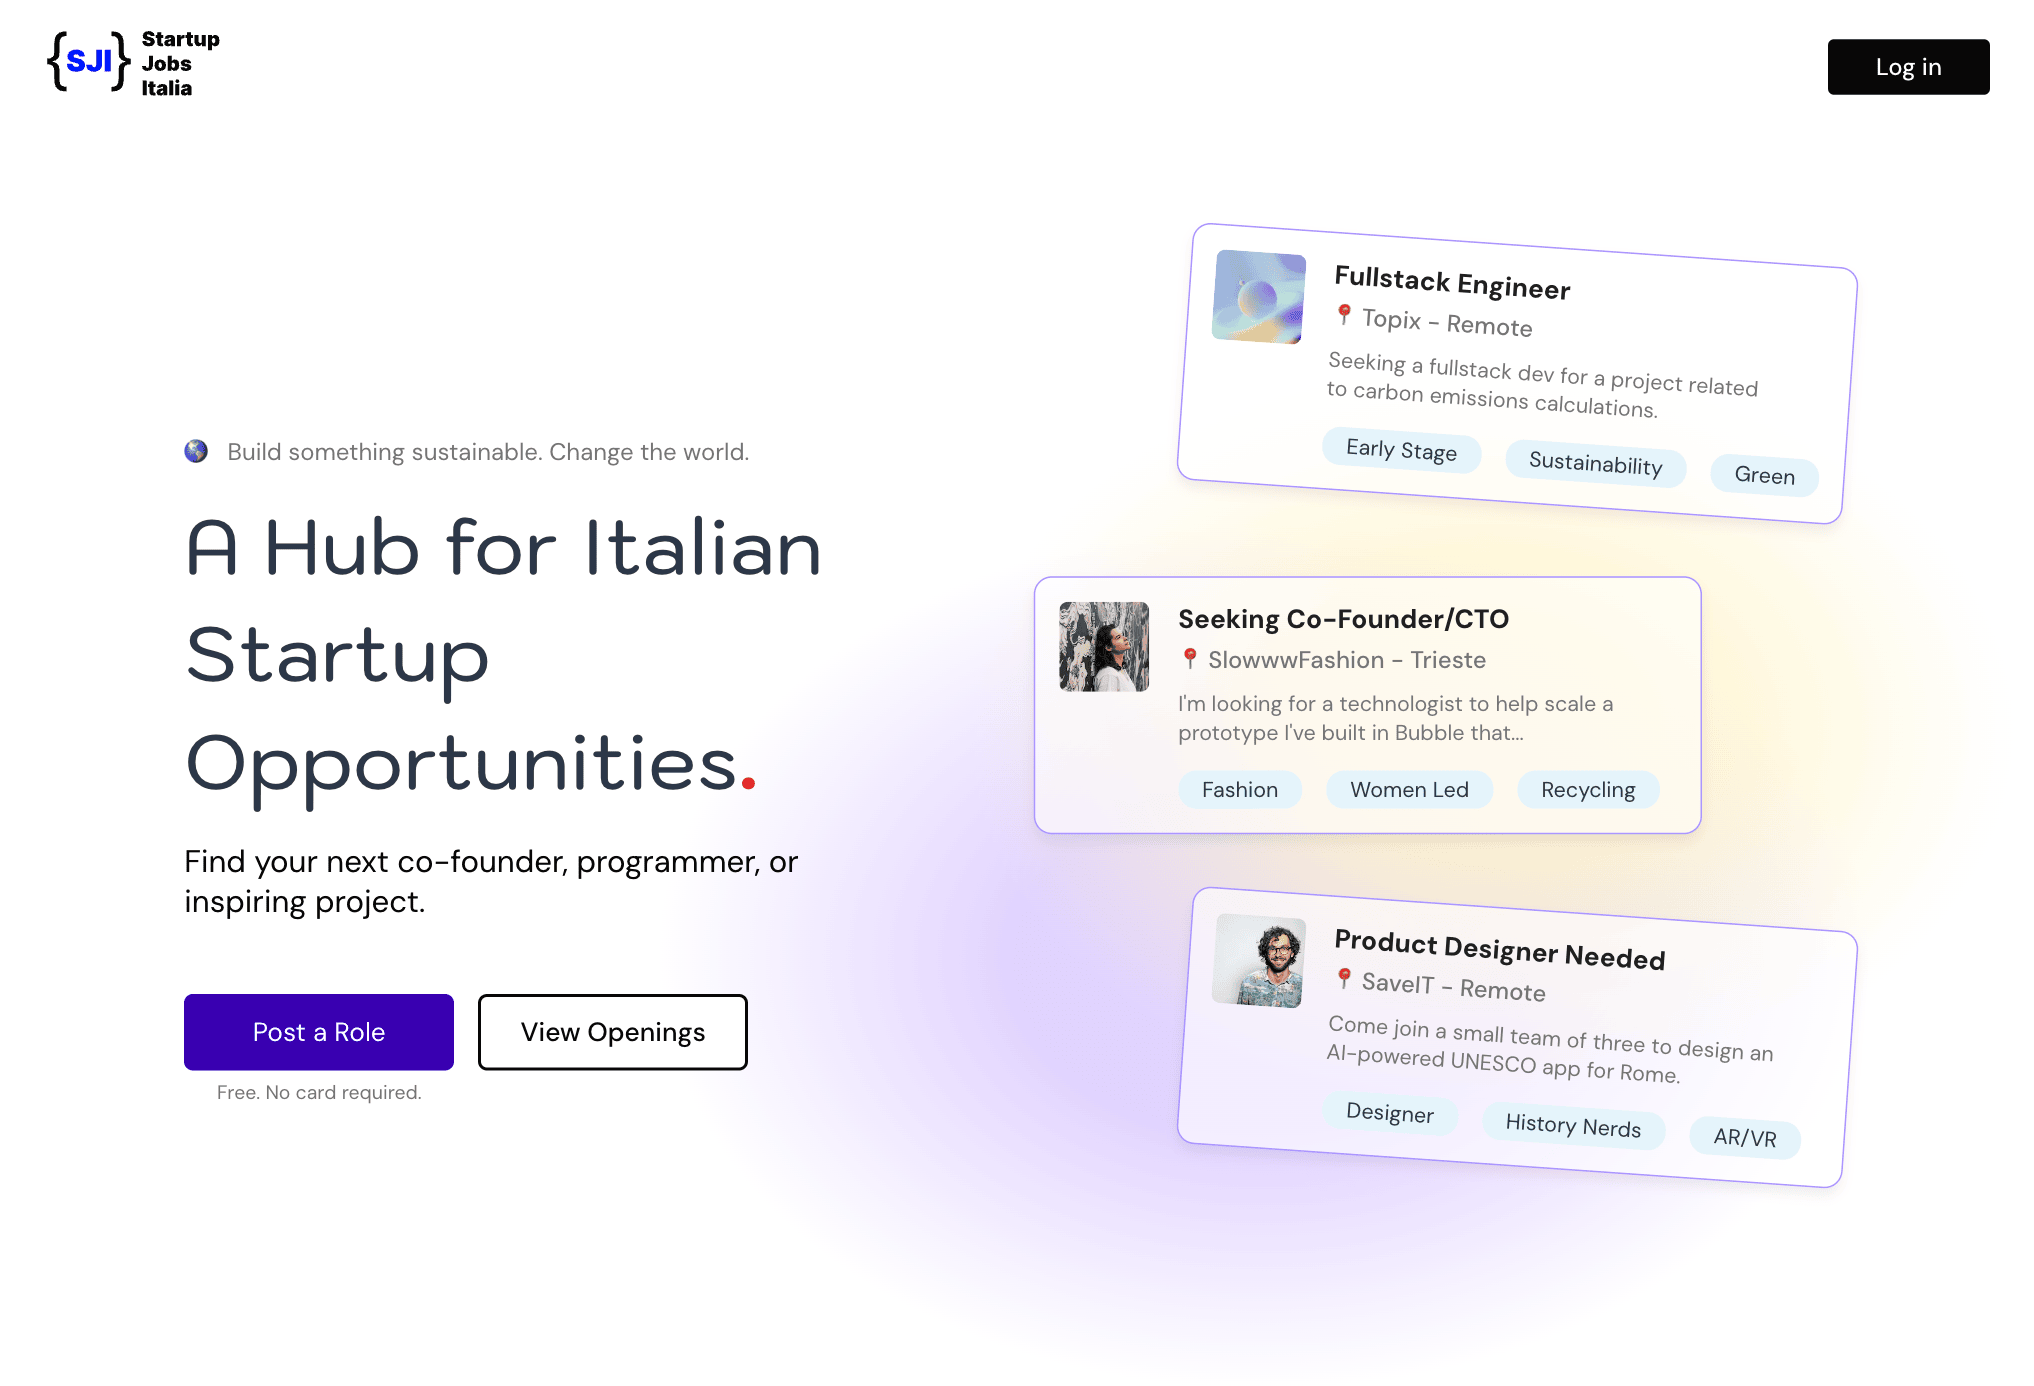 {SJI}
Startup
Jobs
Italia
Log in
Build something sustainable. Change the world.
A Hub for Italian
Startup
Opportunities.
Find your next co-founder, programmer, or
inspiring project.
Post a Role
View Openings
Free. No card required.
Fullstack Engineer
Topix - Remote
Seeking a fullstack dev for a project related
to carbon emissions calculations.
Early Stage
Sustainability
Green
Seeking Co-Founder/CTO
SlowwwFashion - Trieste
I'm looking for a technologist to help scale a
prototype I've built in Bubble that...
Fashion
Women Led
Recycling
Product Designer Needed
SaveIT - Remote
Come join a small team of three to design an
AI-powered UNESCO app for Rome.
Designer
History Nerds
AR/VR